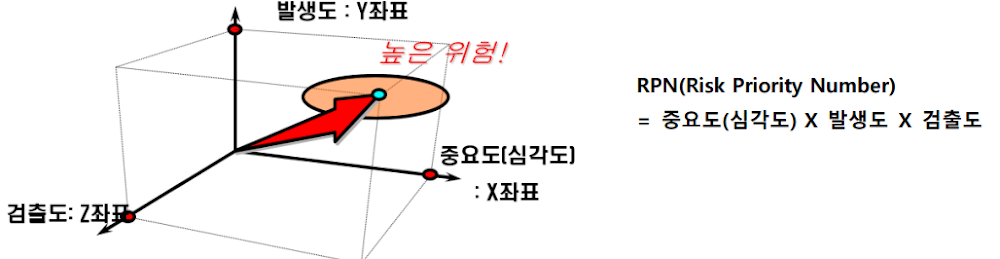 발생도 : Y좌표
높은 위험!
중요도(심각도)
: X좌표
검출도: Z좌표
RPN(Risk Priority Number)
= 중요도(심각도) X 발생도 X 검출도